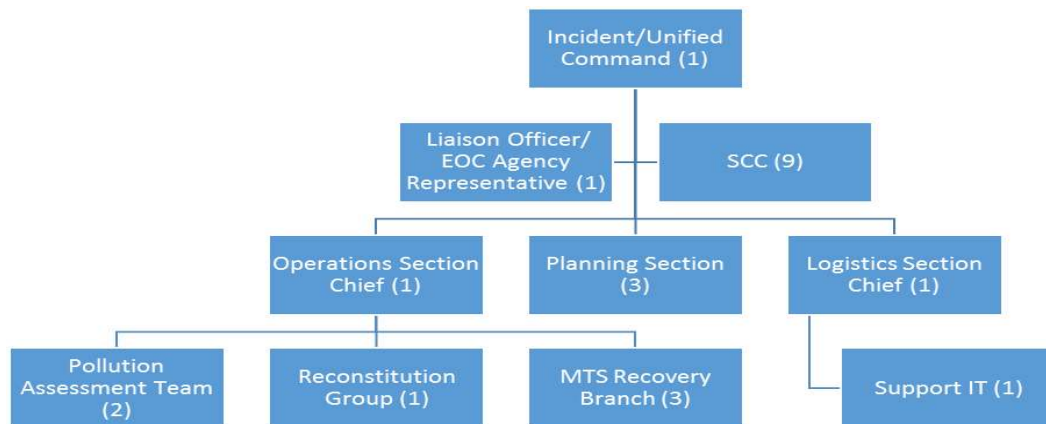 Incident/Unified
Command (1)
Liaison Officer/
EOC Agency
Representative (1)
SCC (9)
Operations Section
Chief (1)
Planning Section
(3)
Logistics Section
Chief (1)
Pollution
Assessment Team
(2)
Reconstitution
Group (1)
MTS Recovery
Branch (3)
Support IT (1)